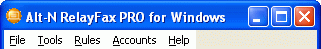 Alt-N RelayFax PRO for Windows
File Tools Rules Accounts Help